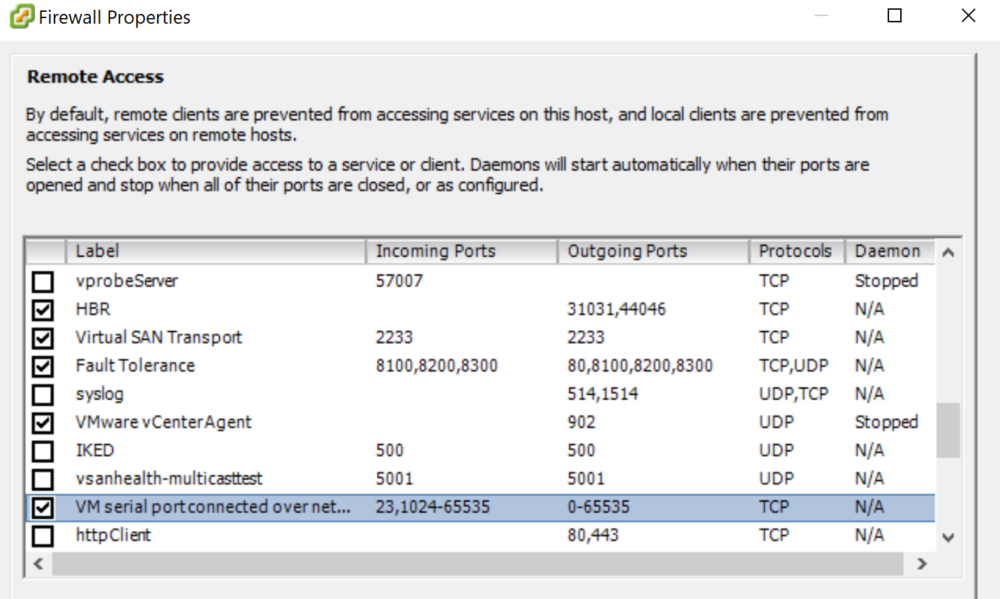 Firewall Properties
Remote Access
By default, remote clients are prevented from accessing services on this host, and local clients are prevented from
accessing services on remote hosts.
Select a check box to provide access to a service or client. Daemons will start automatically when their ports are
opened and stop when all of their ports are closed, or as configured.
Label Incoming Ports Outgoing Ports Protocols Daemon
vprobeServer 57007 TCP Stopped
HBR 31031,44046 TCP N/A
Virtual SAN Transport 2233 2233 TCP N/A
Fault Tolerance 8100,8200,8300 80,8100,8200,8300 TCP,UDP N/A
syslog 514,1514 UDP,TCP N/A
VMware vCenterAgent 902 UDP Stopped
IKED 500 500 UDP N/A
vsanhealth-multicasttest 5001 5001 UDP N/A
VM serial port connected over net... 23,1024-65535 0-65535 TCP N/A
httpClient 80,443 TCP N/A